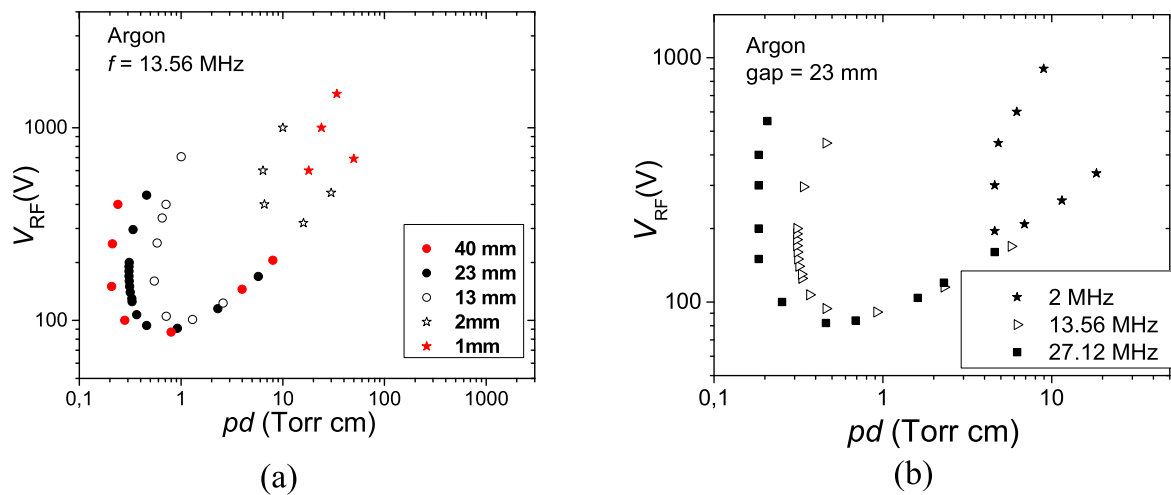 Argon
f = 13.56 MHz
1000
100
V_RF(V)
40 mm
23 mm
13 mm
2mm
1mm
0,1 1 10 100 1000
pd (Torr cm)
(a)
Argon
gap = 23 mm
1000
100
V_RF(V)
2 MHz
13.56 MHz
27.12 MHz
0,1 1 10
pd (Torr cm)
(b)